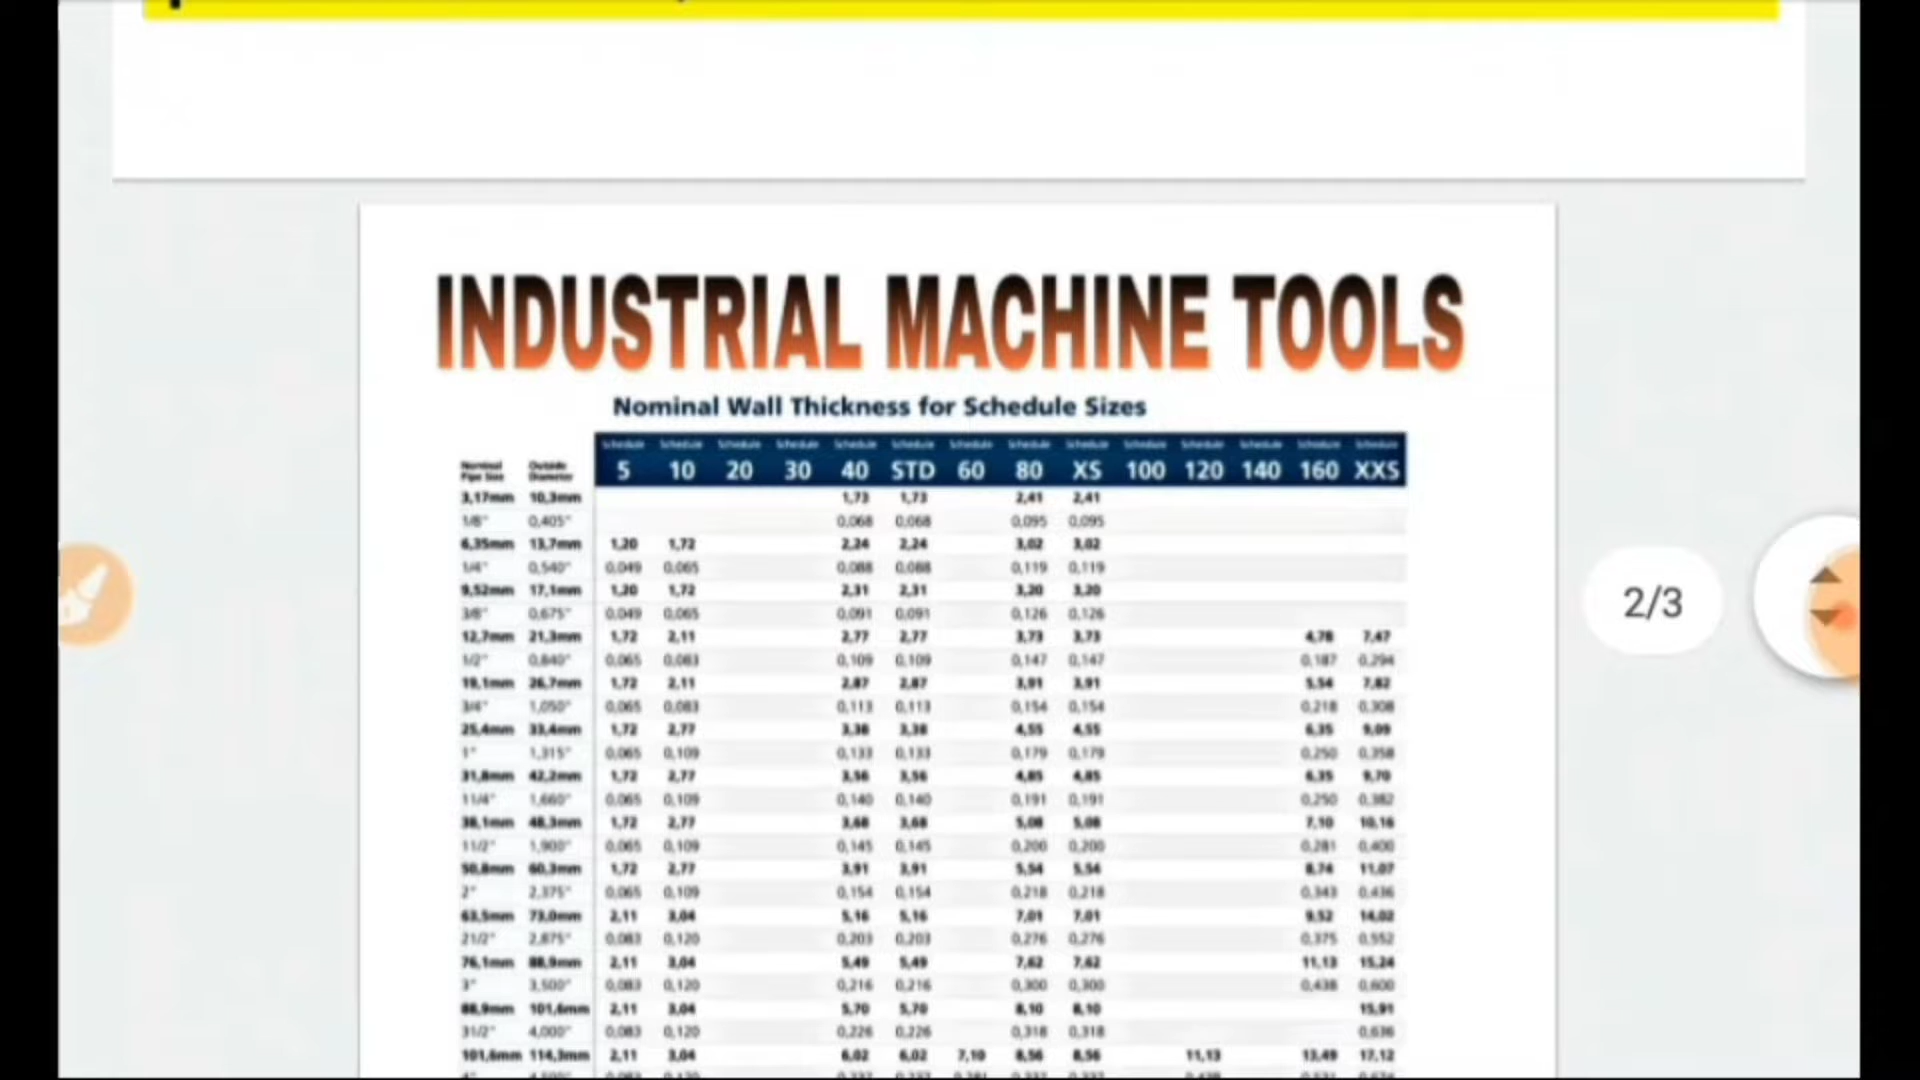 INDUSTRIAL MACHINE TOOLS
Nominal Wall Thickness for Schedule Sizes
Schedule Schedule Schedule Schedule Schedule Schedule Schedule Schedule Schedule Schedule Schedule Schedule Schedule Schedule
Nominal Pipe Size Outside Diameter 5 10 20 30 40 STD 60 80 XS 100 120 140 160 XXS
3,17mm 10,3mm 1,73 1,73 2,41 2,41
1/8" 0,405" 0,068 0,068 0,095 0,095
6,35mm 13,7mm 1,20 1,72 2,24 2,24 3,02 3,02
1/4" 0,540" 0,049 0,065 0,088 0,088 0,119 0,119
9,52mm 17,1mm 1,20 1,72 2,31 2,31 3,20 3,20
3/8" 0,675" 0,049 0,065 0,091 0,091 0,126 0,126
12,7mm 21,3mm 1,72 2,11 2,77 2,77 3,73 3,73 4,78 7,47
1/2" 0,840" 0,065 0,083 0,109 0,109 0,147 0,147 0,187 0,294
19,1mm 26,7mm 1,72 2,11 2,87 2,87 3,91 3,91 5,54 7,82
3/4" 1,050" 0,065 0,083 0,113 0,113 0,154 0,154 0,218 0,308
25,4mm 33,4mm 1,72 2,77 3,38 3,38 4,55 4,55 6,35 9,09
1" 1,315" 0,065 0,109 0,133 0,133 0,179 0,179 0,250 0,358
31,8mm 42,2mm 1,72 2,77 3,56 3,56 4,85 4,85 6,35 9,70
11/4" 1,660" 0,065 0,109 0,140 0,140 0,191 0,191 0,250 0,382
38,1mm 48,3mm 1,72 2,77 3,68 3,68 5,08 5,08 7,10 10,16
11/2" 1,900" 0,065 0,109 0,145 0,145 0,200 0,200 0,281 0,400
50,8mm 60,3mm 1,72 2,77 3,91 3,91 5,54 5,54 8,74 11,07
2" 2,375" 0,065 0,109 0,154 0,154 0,218 0,218 0,343 0,436
63,5mm 73,0mm 2,11 3,04 5,16 5,16 7,01 7,01 9,52 14,02
21/2" 2,875" 0,083 0,120 0,203 0,203 0,276 0,276 0,375 0,552
76,1mm 88,9mm 2,11 3,04 5,49 5,49 7,62 7,62 11,13 15,24
3" 3,500" 0,083 0,120 0,216 0,216 0,300 0,300 0,438 0,600
88,9mm 101,6mm 2,11 3,04 5,70 5,70 8,10 8,10 15,91
31/2" 4,000" 0,083 0,120 0,226 0,226 0,318 0,318 0,636
101,6mm 114,3mm 2,11 3,04 6,02 6,02 7,10 8,56 8,56 11,13 13,49 17,12
2/3